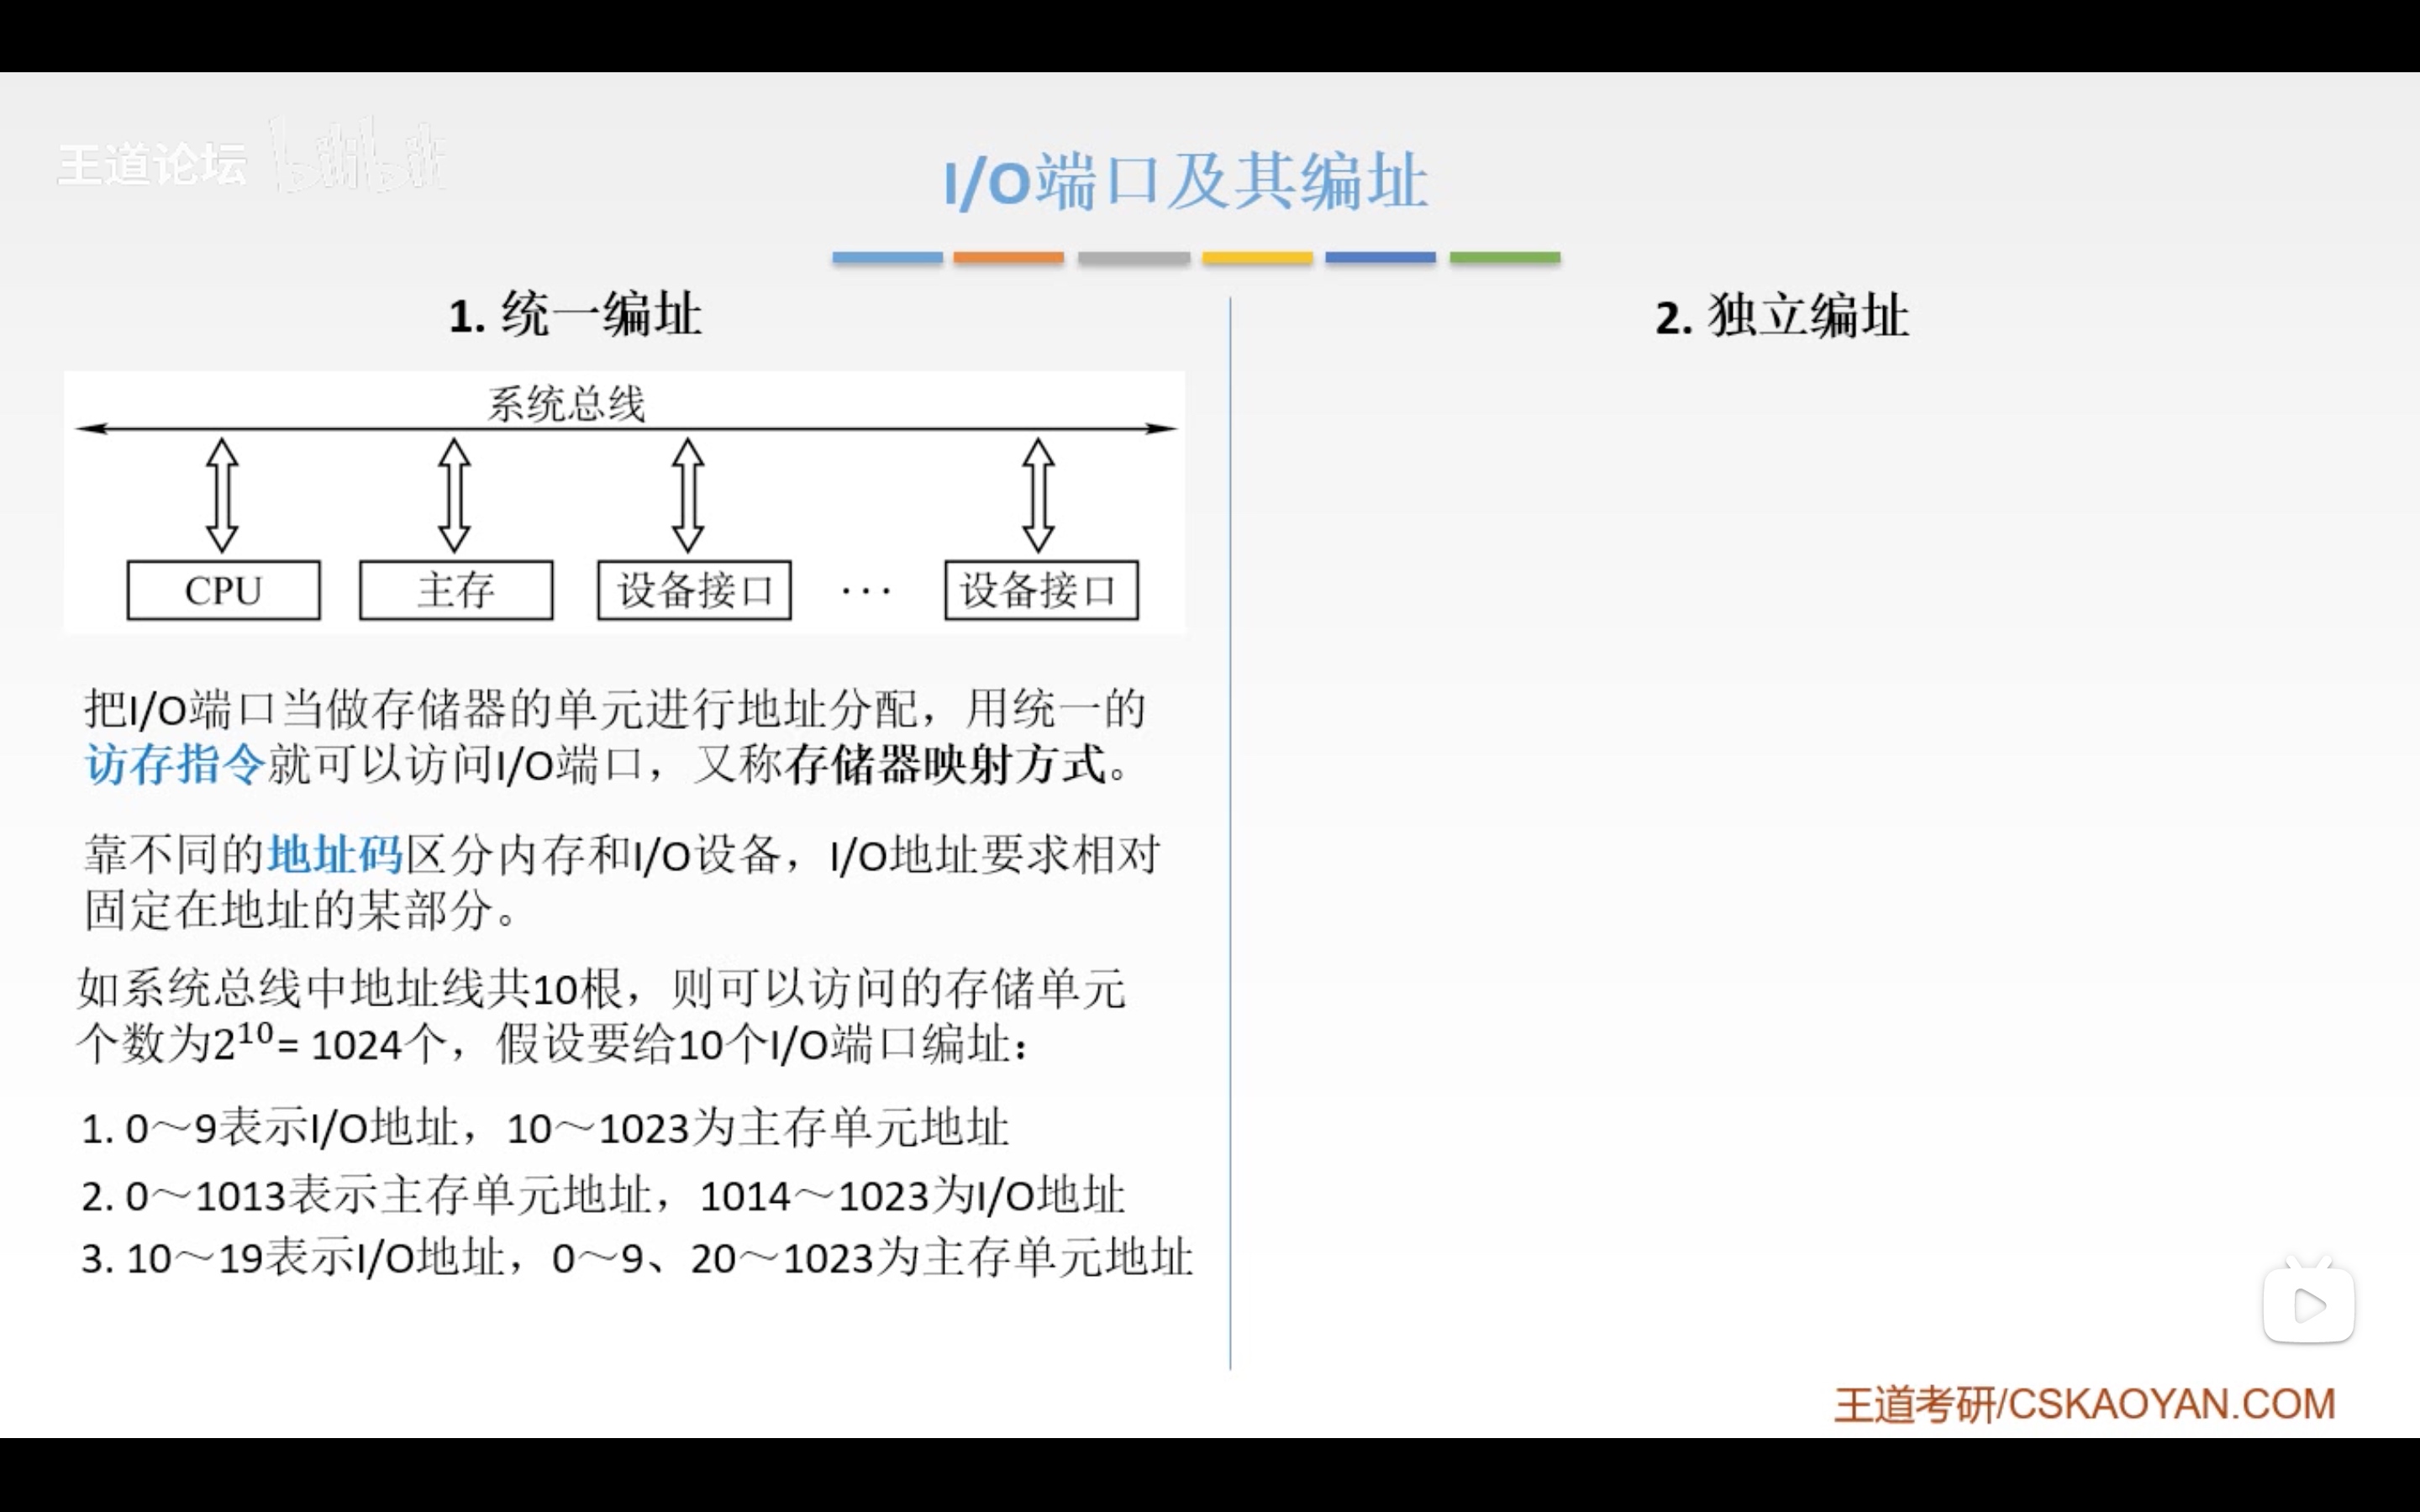 王道论坛 bilibili
I/O端口及其编址
1. 统一编址
系统总线
CPU
主存
设备接口
···
设备接口
把I/O端口当做存储器的单元进行地址分配，用统一的
访存指令就可以访问I/O端口，又称存储器映射方式。
靠不同的地址码区分内存和I/O设备，I/O地址要求相对
固定在地址的某部分。
如系统总线中地址线共10根，则可以访问的存储单元
个数为2¹⁰= 1024个，假设要给10个I/O端口编址：
1. 0～9表示I/O地址，10～1023为主存单元地址
2. 0～1013表示主存单元地址，1014～1023为I/O地址
3. 10～19表示I/O地址，0～9、20～1023为主存单元地址
2. 独立编址
王道考研/CSKAOYAN.COM